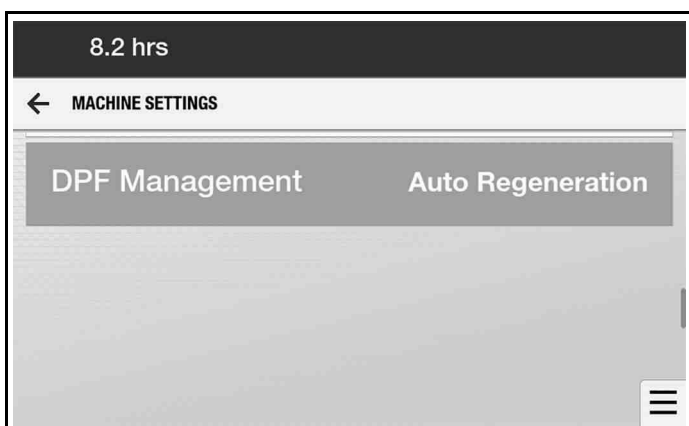 8.2 hrs
MACHINE SETTINGS
DPF Management Auto Regeneration